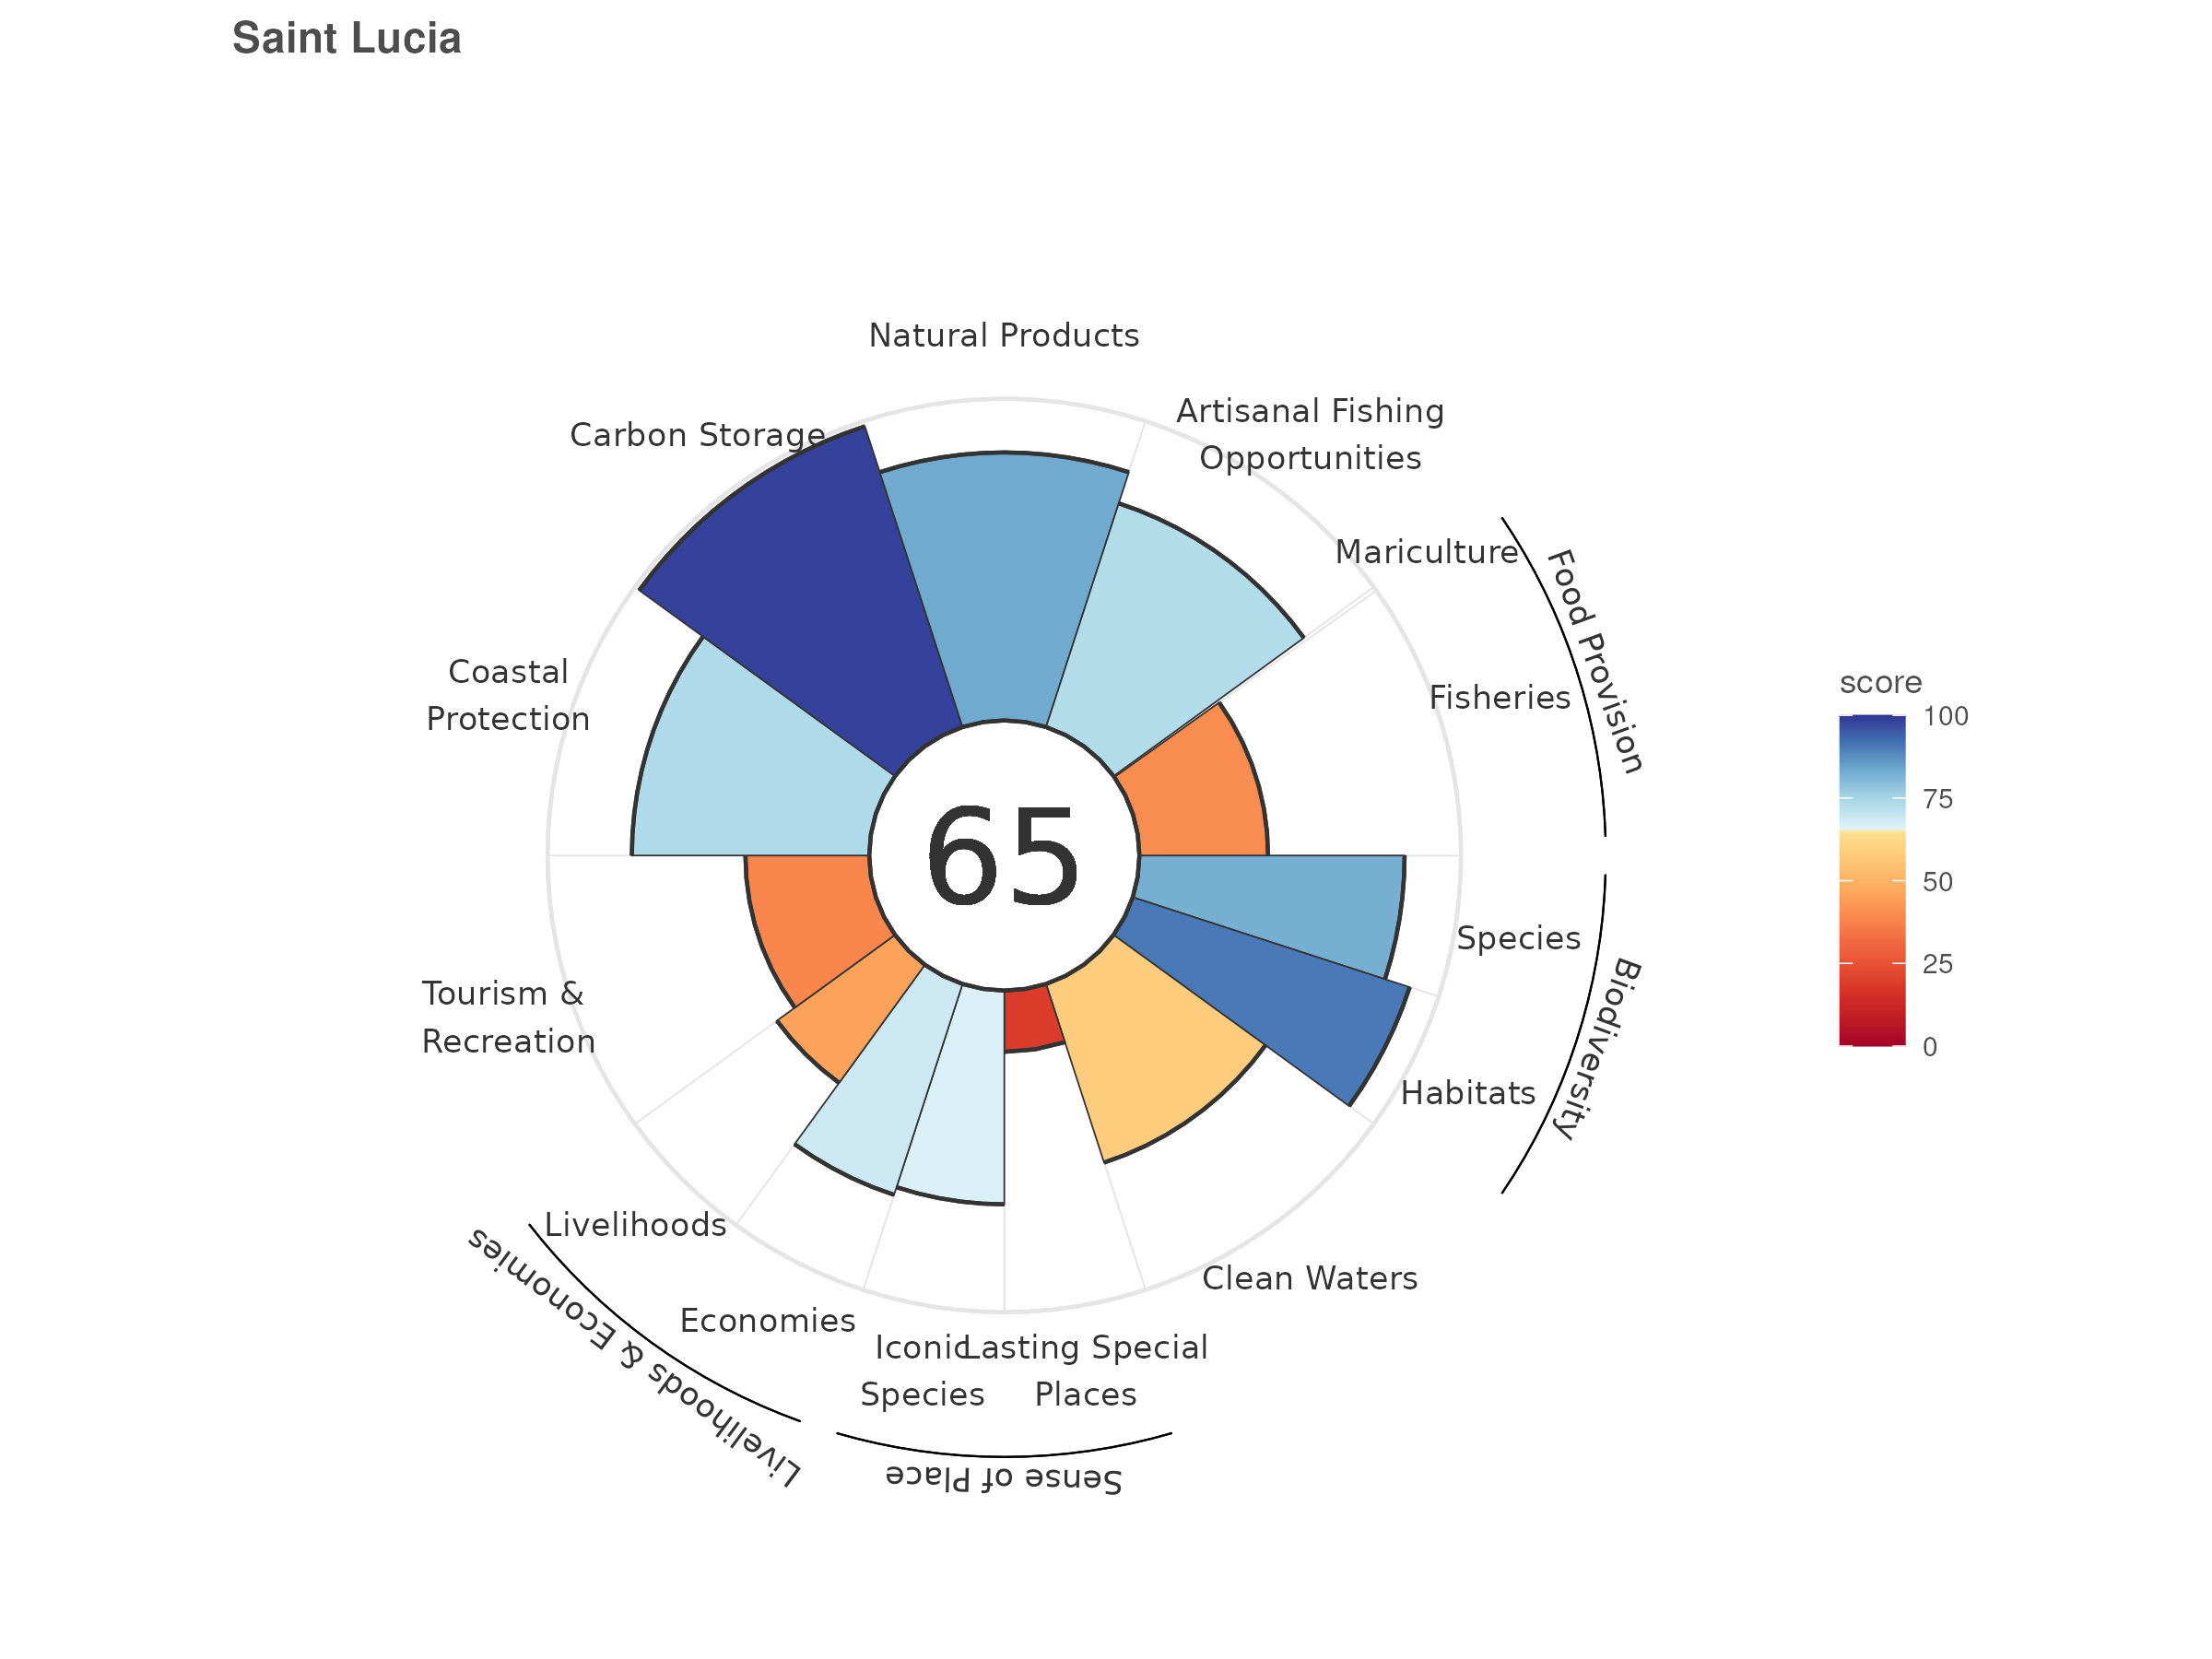 Saint Lucia
Natural Products
Artisanal Fishing
Opportunities
Carbon Storage
Mariculture
Food Provision
Coastal
Protection
Fisheries
score
100
75
50
25
0
65
Species
Biodiversity
Tourism &
Recreation
Habitats
Livelihoods
Livelihoods & Economies
Clean Waters
Economies
Iconic
Species
Lasting Special
Places
Sense of Place